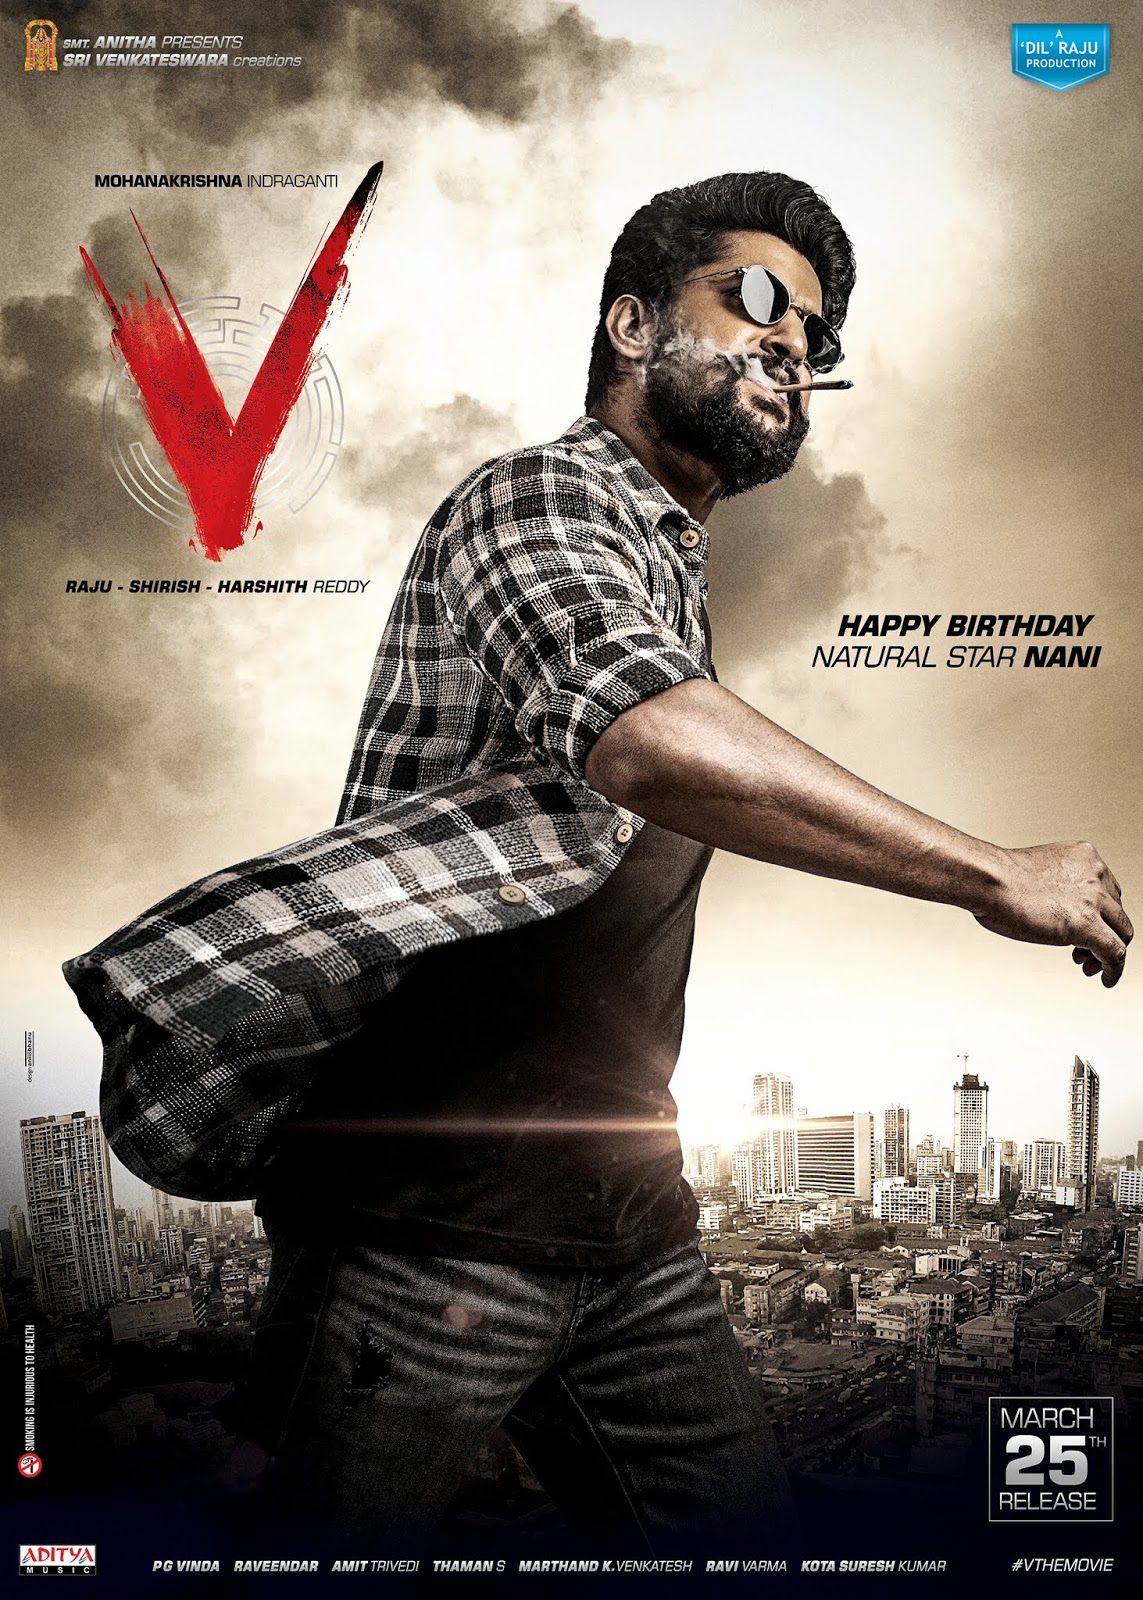 SMT. ANITHA PRESENTS
SRI VENKATESWARA creations
A
'DIL' RAJU
PRODUCTION
MOHANAKRISHNA INDRAGANTI
V
RAJU - SHIRISH - HARSHITH REDDY
HAPPY BIRTHDAY
NATURAL STAR NANI
SMOKING IS INJURIOUS TO HEALTH
MARCH
25TH
RELEASE
ADITYA
MUSIC
PG VINDA RAVEENDAR AMIT TRIVEDI THAMAN S MARTHAND K.VENKATESH RAVI VARMA KOTA SURESH KUMAR
#VTHEMOVIE